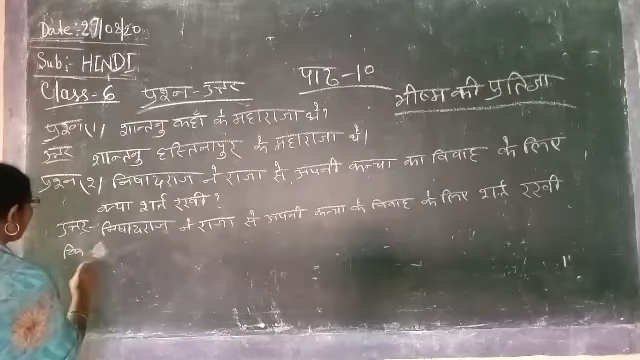 Date:-29/08/20
Sub:- HINDI
Class-6 प्रश्न-उत्तर पाठ-10
भीष्म की प्रतिज्ञा
प्रश्न(1) शान्तनु कहाँ के महाराजा थे?
उत्तर शान्तनु हस्तिनापुर के महाराजा थे।
प्रश्न(2) निषादराज ने राजा से अपनी कन्या का विवाह के लिए
क्या शर्त रखी?
उत्तर- निषादराज ने राजा से अपनी कन्या के विवाह के लिए शर्त रखी